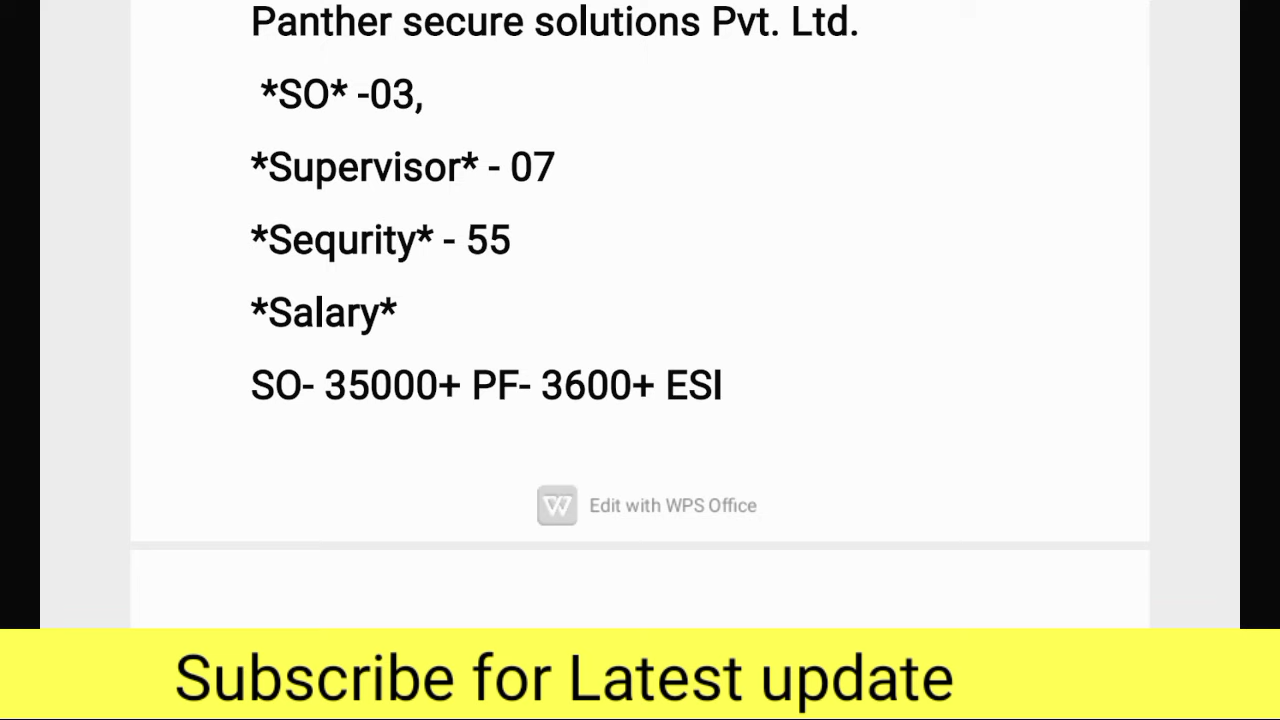 Panther secure solutions Pvt. Ltd.
*SO* -03,
*Supervisor* - 07
*Sequrity* - 55
*Salary*
SO- 35000+ PF- 3600+ ESI
Edit with WPS Office
Subscribe for Latest update